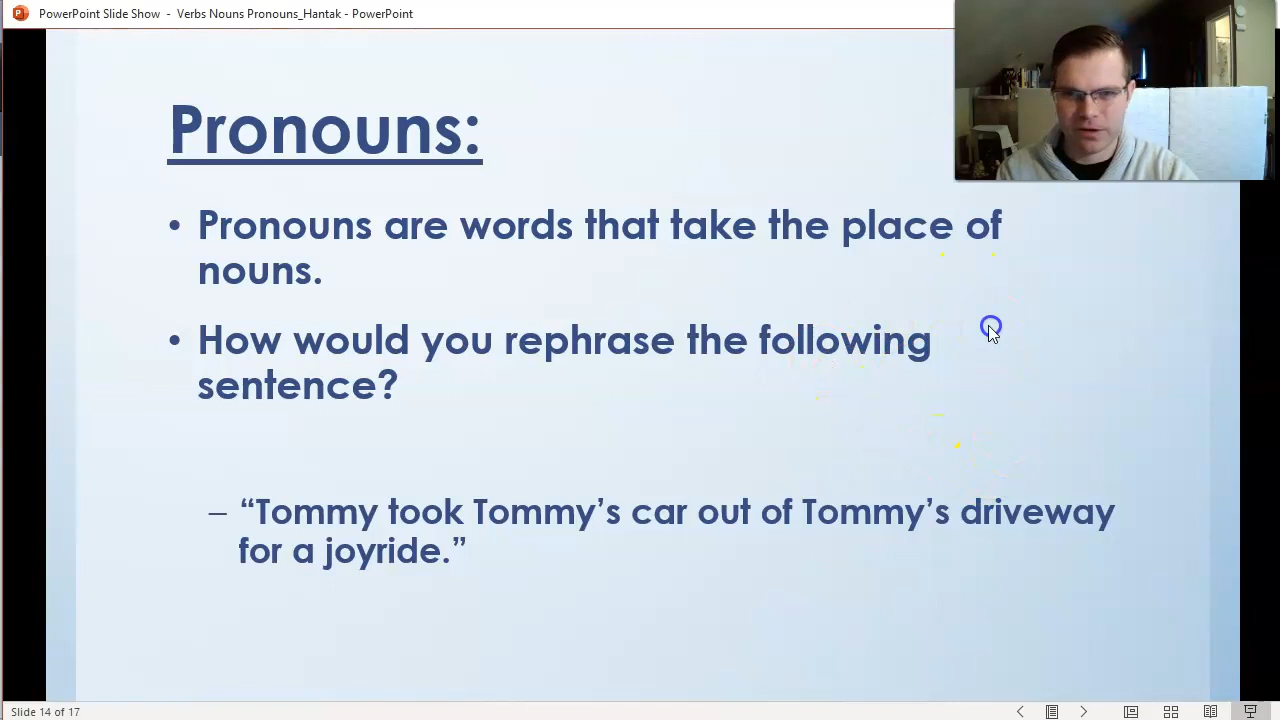 PowerPoint Slide Show - Verbs Nouns Pronouns_Hantak - PowerPoint
Pronouns:
• Pronouns are words that take the place of
nouns.
• How would you rephrase the following
sentence?
– “Tommy took Tommy’s car out of Tommy’s driveway
for a joyride.”
Slide 14 of 17